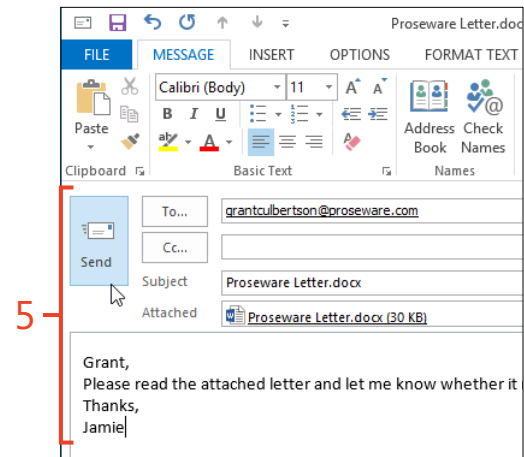 Proseware Letter.doc
FILE MESSAGE INSERT OPTIONS FORMAT TEXT
Calibri (Body) 11 A A
Paste
B I U
ab A
Address Book
Check Names
Clipboard Basic Text Names
5
Send
To... grantculbertson@proseware.com
Cc...
Subject Proseware Letter.docx
Attached Proseware Letter.docx (30 KB)
Grant,
Please read the attached letter and let me know whether it
Thanks,
Jamie